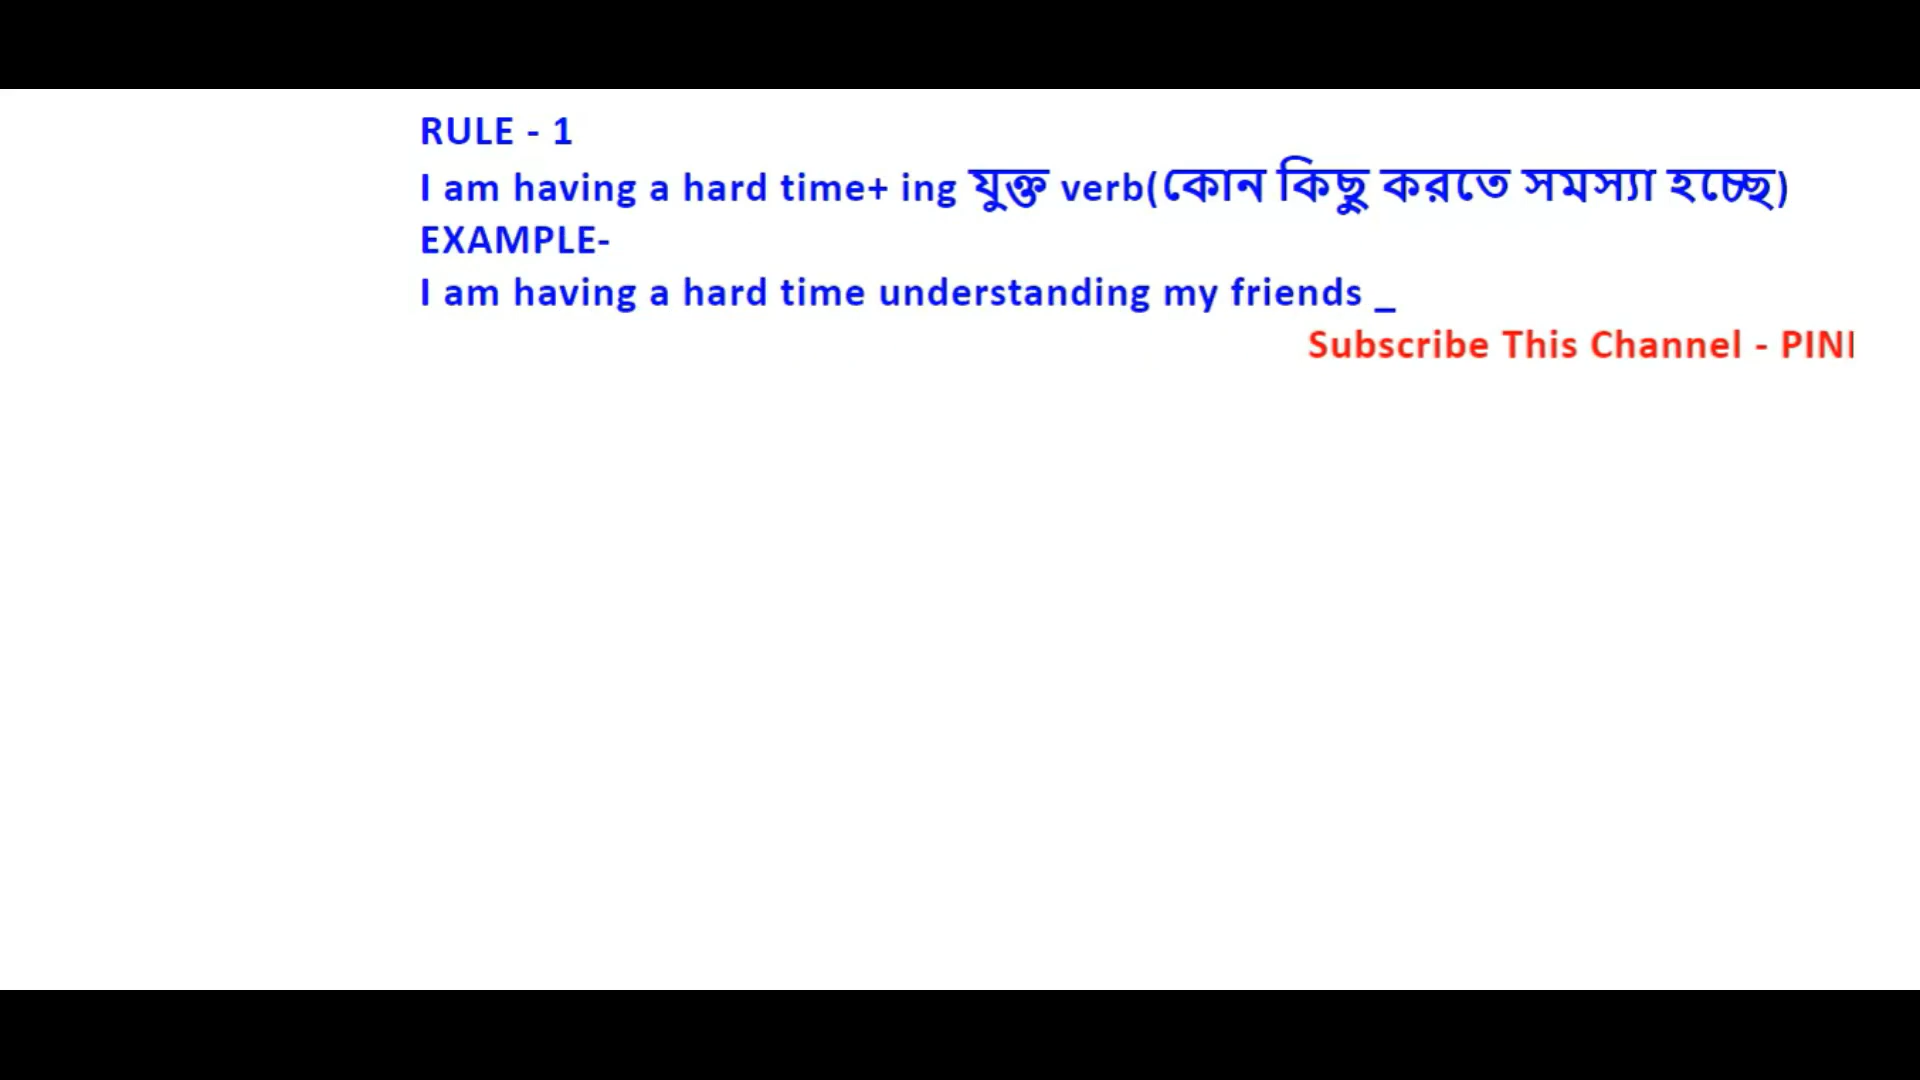 RULE - 1
I am having a hard time+ ing যুক্ত verb(কোন কিছু করতে সমস্যা হচ্ছে)
EXAMPLE-
I am having a hard time understanding my friends _
Subscribe This Channel -